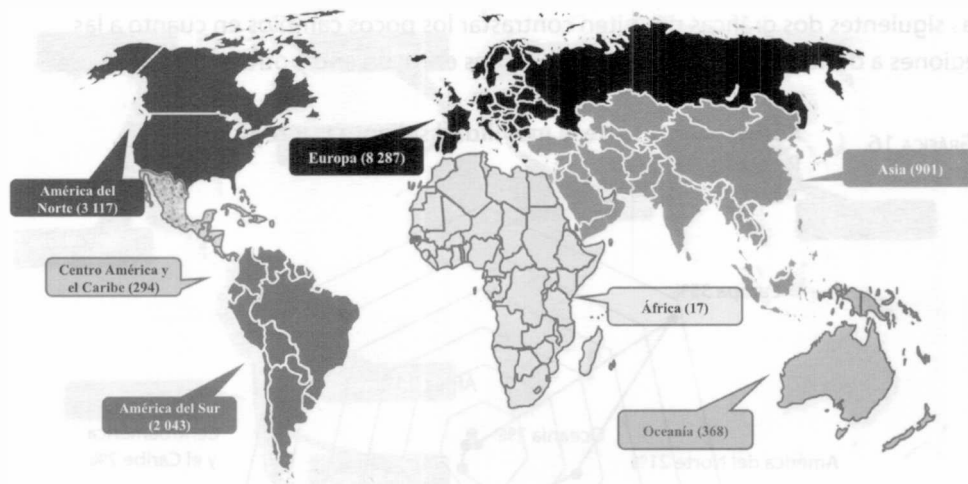 Europa (8 287)
Asia (901)
América del
Norte (3 117)
Centro América y
el Caribe (294)
África (17)
América del Sur
(2 043)
Oceanía (368)